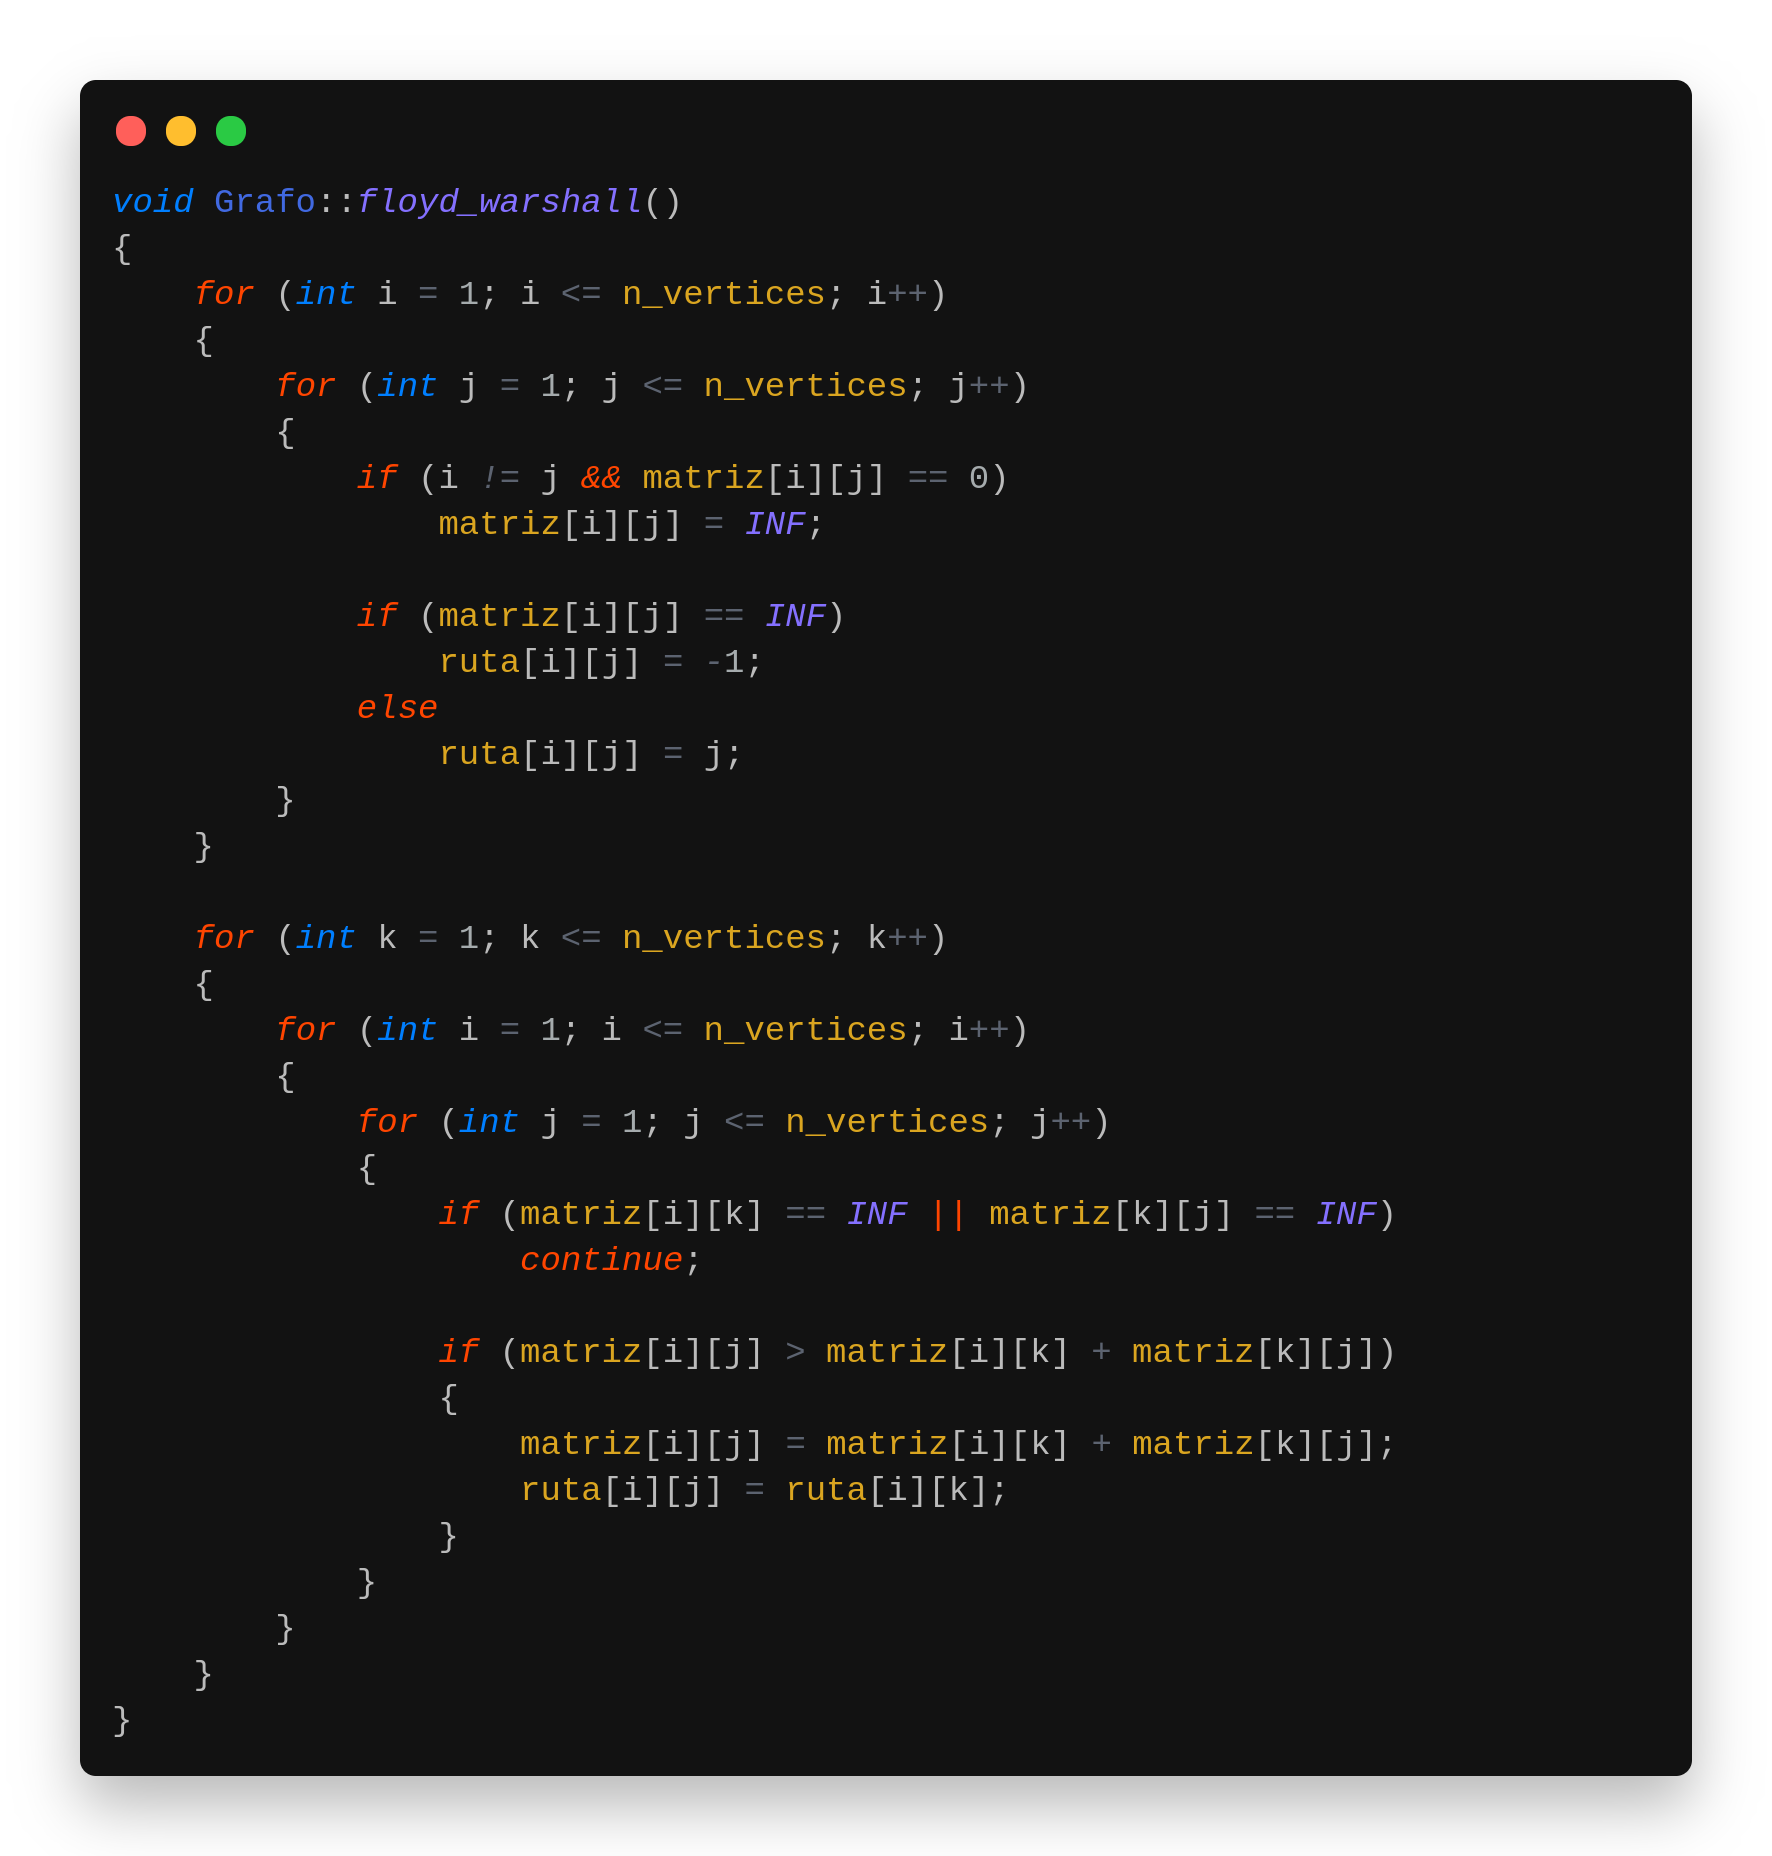 void Grafo::floyd_warshall()
{
    for (int i = 1; i <= n_vertices; i++)
    {
        for (int j = 1; j <= n_vertices; j++)
        {
            if (i != j && matriz[i][j] == 0)
                matriz[i][j] = INF;

            if (matriz[i][j] == INF)
                ruta[i][j] = -1;
            else
                ruta[i][j] = j;
        }
    }

    for (int k = 1; k <= n_vertices; k++)
    {
        for (int i = 1; i <= n_vertices; i++)
        {
            for (int j = 1; j <= n_vertices; j++)
            {
                if (matriz[i][k] == INF || matriz[k][j] == INF)
                    continue;

                if (matriz[i][j] > matriz[i][k] + matriz[k][j])
                {
                    matriz[i][j] = matriz[i][k] + matriz[k][j];
                    ruta[i][j] = ruta[i][k];
                }
            }
        }
    }
}